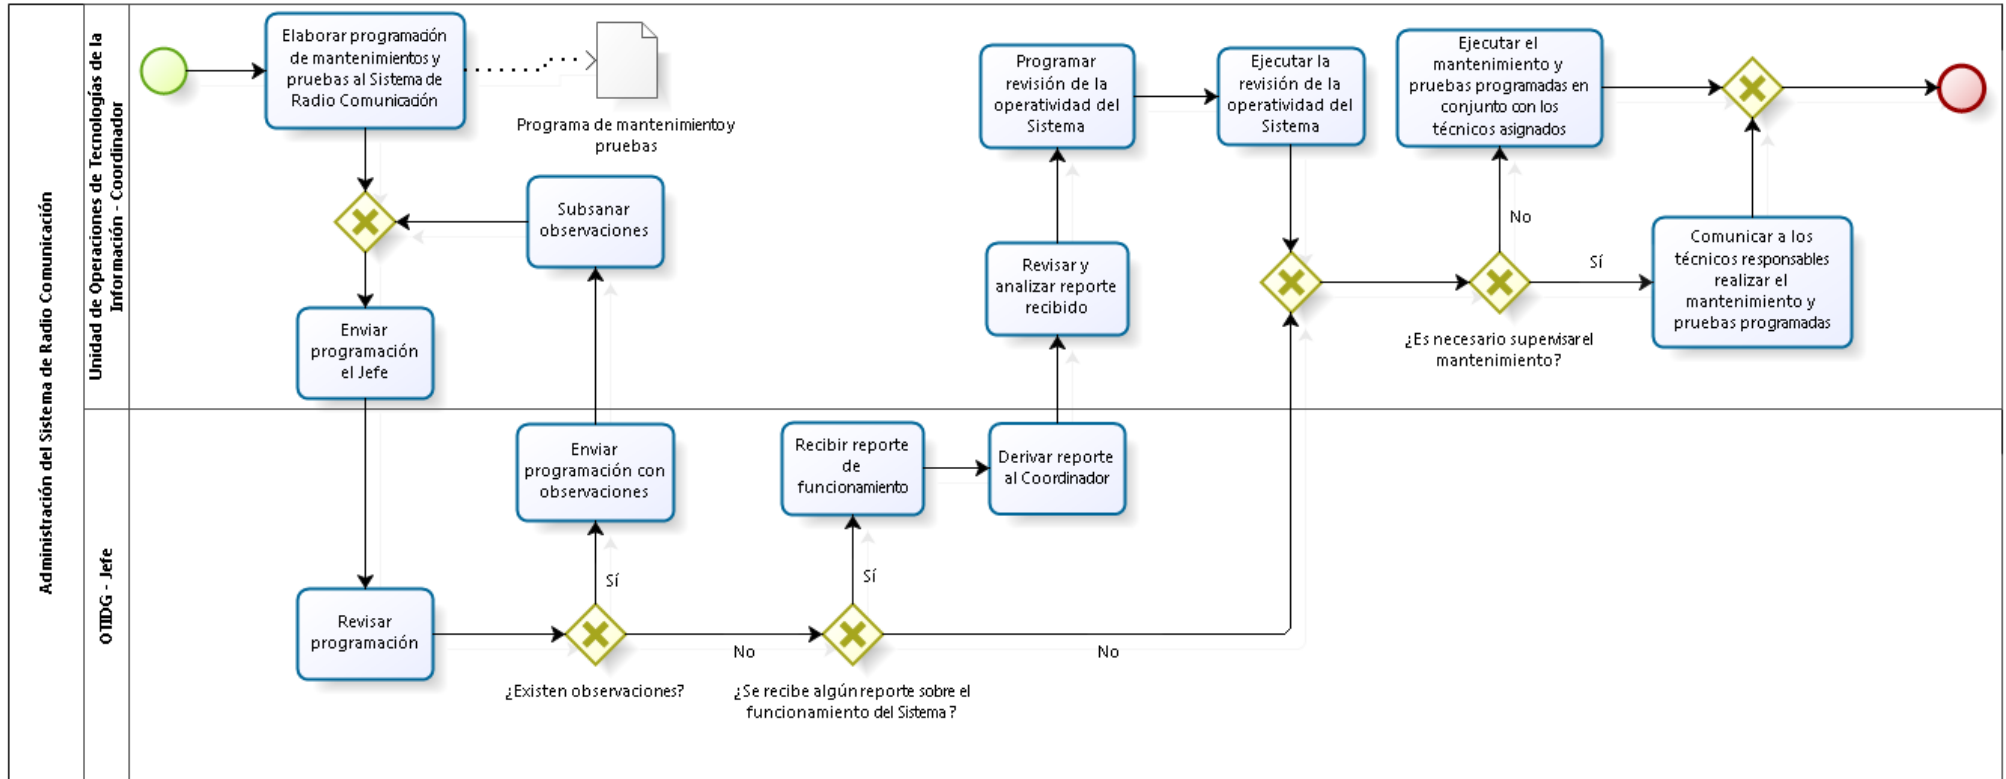 Administración del Sistema de Radio Comunicación
Unidad de Operaciones de Tecnologías de la
Información - Coordinador
Elaborar programación
de mantenimientos y
pruebas al Sistema de
Radio Comunicación
Programa de mantenimiento y
pruebas
Subsanar
observaciones
Enviar
programación
el Jefe
Programar
revisión de la
operatividad del
Sistema
Ejecutar la
revisión de la
operatividad del
Sistema
Revisar y
analizar reporte
recibido
Ejecutar el
mantenimiento y
pruebas programadas en
conjunto con los
técnicos asignados
No
Sí
¿Es necesario supervisar el
mantenimiento?
Comunicar a los
técnicos responsables
realizar el
mantenimiento y
pruebas programadas
OTIDG - Jefe
Revisar
programación
Enviar
programación con
observaciones
Sí
¿Existen observaciones?
No
Recibir reporte
de
funcionamiento
Derivar reporte
al Coordinador
Sí
¿Se recibe algún reporte sobre el
funcionamiento del Sistema?
No